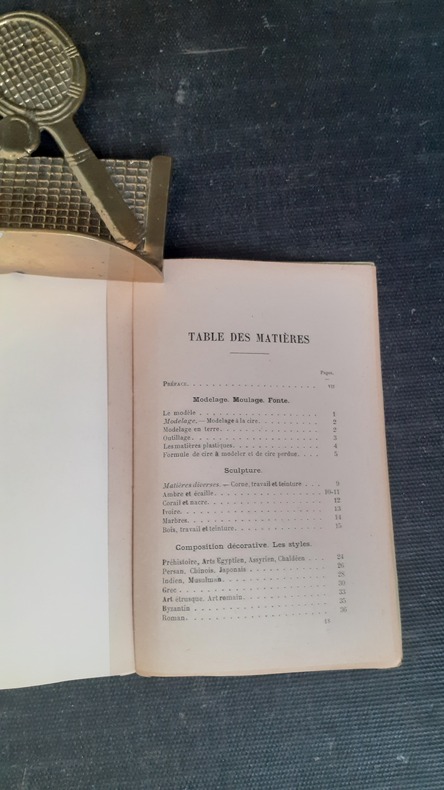 TABLE DES MATIÈRES
Pages.
Préface. VII
Modelage. Moulage. Fonte.
Le modèle 1
Modelage. — Modelage à la cire. 2
Modelage en terre. 2
Outillage. 3
Les matières plastiques. 4
Formule de cire à modeler et de cire perdue. 5
Sculpture.
Matières diverses. — Corne, travail et teinture 9
Ambre et écaille. 10-11
Corail et nacre. 12
Ivoire. 13
Marbres. 14
Bois, travail et teinture. 15
Composition décorative. Les styles.
Préhistoire, Arts Egyptien, Assyrien, Chaldéen 24
Persan, Chinois, Japonais 26
Indien, Musulman. 28
Grec 30
Art étrusque. Art romain. 33
Byzantin 35
Roman. 36